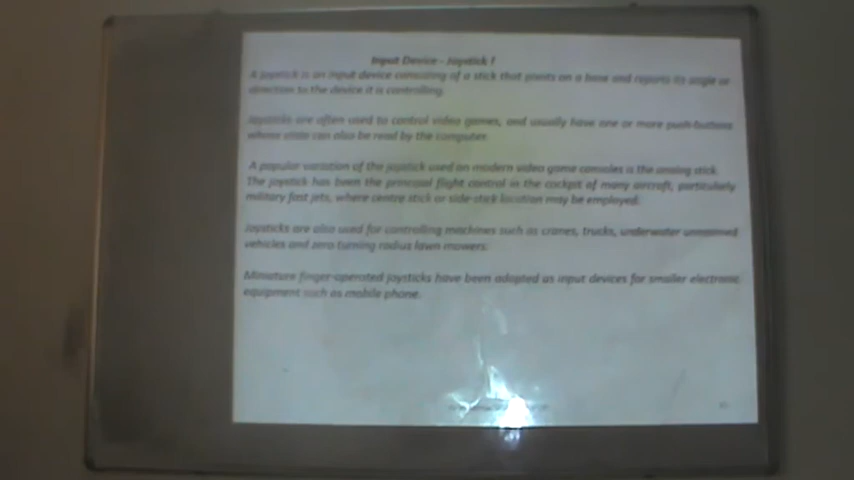 Input Device - Joystick ?
A joystick is an input device consisting of a stick that pivots on a base and reports its angle or
direction to the device it is controlling.
Joysticks are often used to control video games, and usually have one or more push-buttons
whose state can also be read by the computer.
A popular variation of the joystick used on modern video game consoles is the analog stick.
The joystick has been the principal flight control in the cockpit of many aircraft, particularly
military fast jets, where centre stick or side-stick location may be employed.
Joysticks are also used for controlling machines such as cranes, trucks, underwater unmanned
vehicles and zero turning radius lawn mowers.
Miniature finger-operated joysticks have been adopted as input devices for smaller electronic
equipment such as mobile phone.